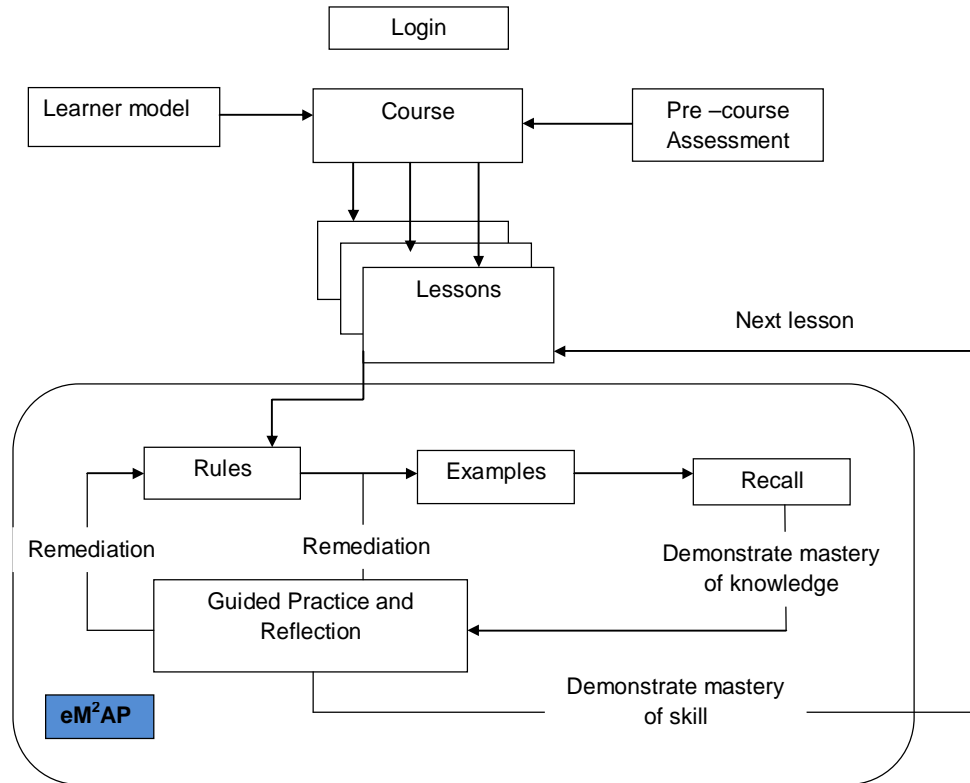 Login
Learner model
Course
Pre –course
Assessment
Lessons
Next lesson
Rules
Examples
Recall
Remediation
Remediation
Demonstrate mastery
of knowledge
Guided Practice and
Reflection
Demonstrate mastery
of skill
eM²AP